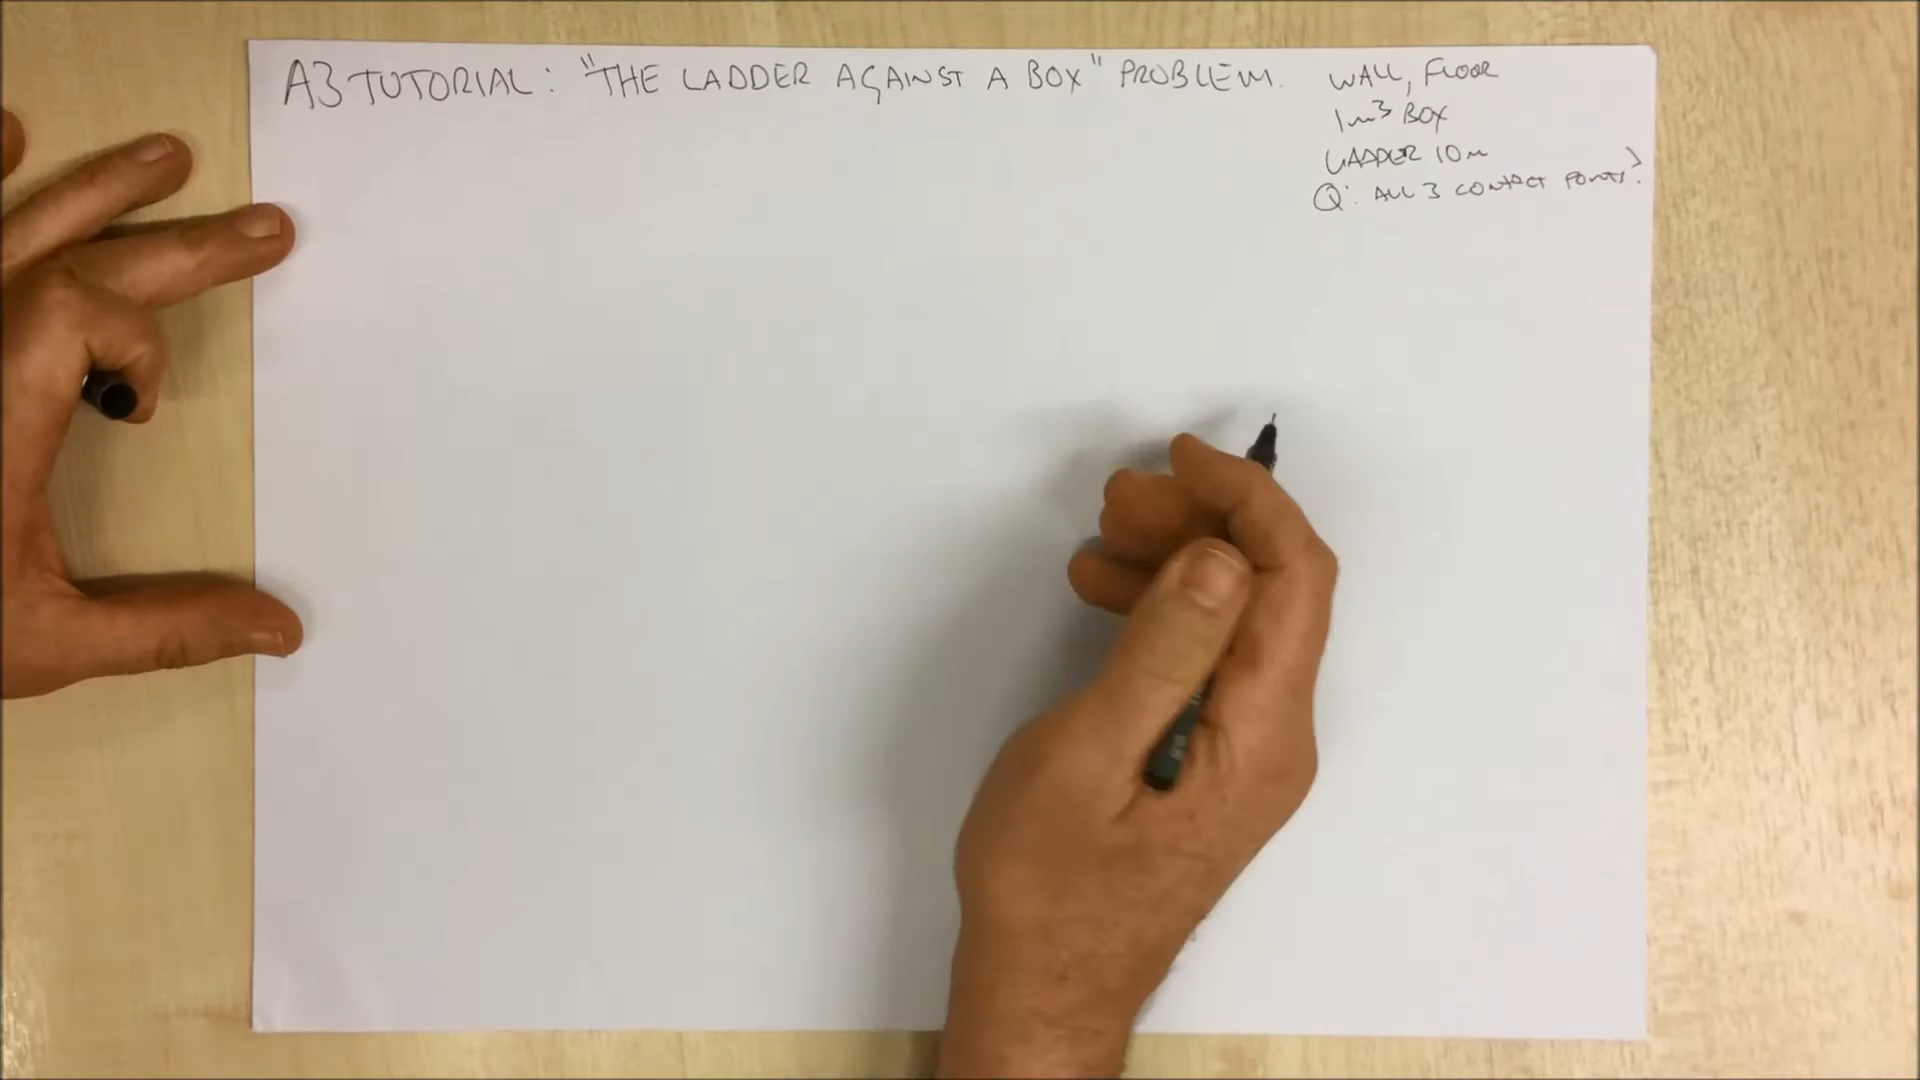 A3 TUTORIAL: "THE LADDER AGAINST A BOX" PROBLEM.
WALL, FLOOR
1m³ BOX
LADDER 10m
Q: ALL 3 CONTACT POINTS?